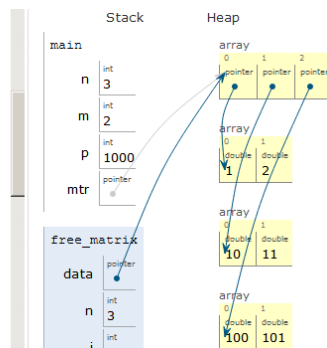 Stack Heap
main
int
n 3
int
m 2
int
p 1000
pointer
mtr
free_matrix
pointer
data
int
n 3
int
array
0 1 2
pointer pointer pointer
array
0 1
double double
1 2
array
0 1
double double
10 11
array
0 1
double double
100 101